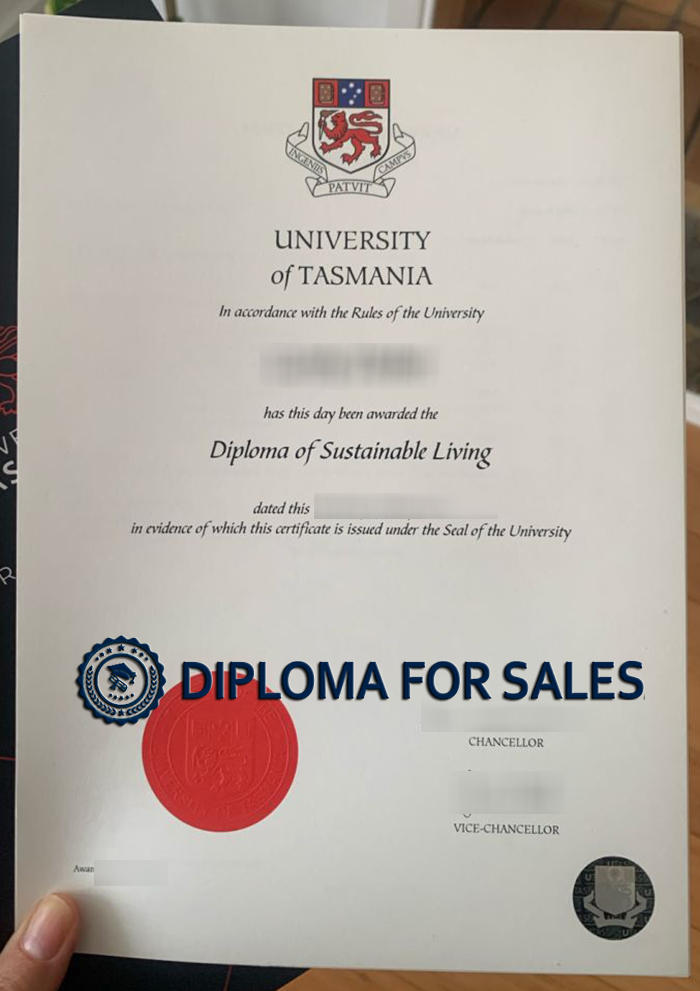 INGENIIS PATVIT CAMPVS
UNIVERSITY
of TASMANIA
In accordance with the Rules of the University
has this day been awarded the
Diploma of Sustainable Living
dated this
in evidence of which this certificate is issued under the Seal of the University
DIPLOMA FOR SALES
CHANCELLOR
VICE-CHANCELLOR